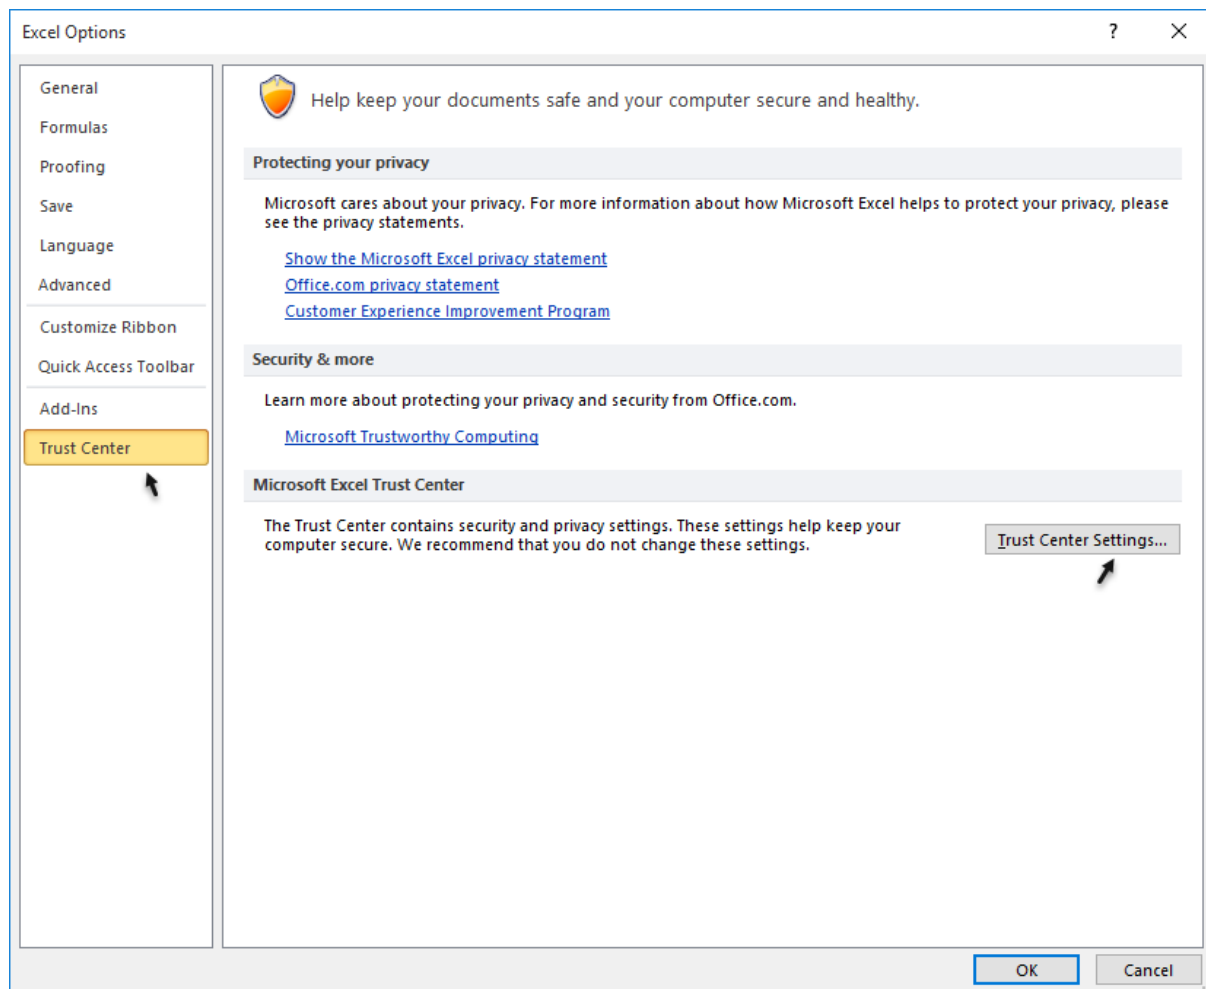 Excel Options
?
General
Formulas
Proofing
Save
Language
Advanced
Customize Ribbon
Quick Access Toolbar
Add-Ins
Trust Center
Help keep your documents safe and your computer secure and healthy.
Protecting your privacy
Microsoft cares about your privacy. For more information about how Microsoft Excel helps to protect your privacy, please
see the privacy statements.
Show the Microsoft Excel privacy statement
Office.com privacy statement
Customer Experience Improvement Program
Security & more
Learn more about protecting your privacy and security from Office.com.
Microsoft Trustworthy Computing
Microsoft Excel Trust Center
The Trust Center contains security and privacy settings. These settings help keep your
computer secure. We recommend that you do not change these settings.
Trust Center Settings...
OK
Cancel